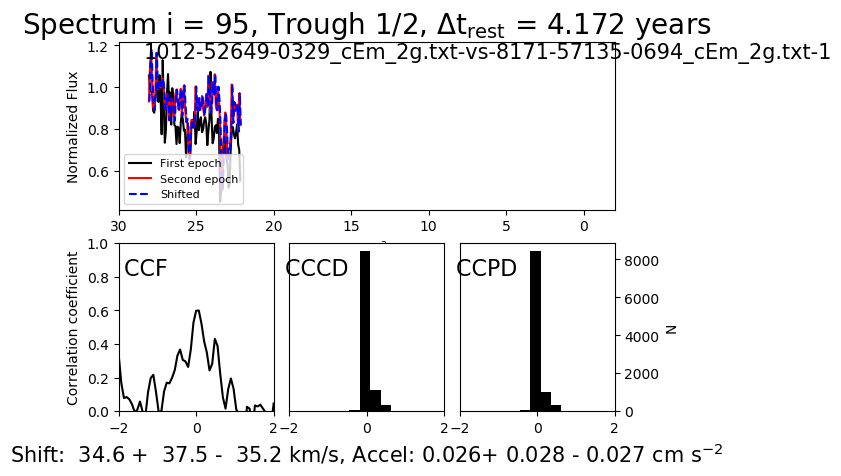 Spectrum i = 95, Trough 1/2, Δt_rest = 4.172 years
1012-52649-0329_cEm_2g.txt-vs-8171-57135-0694_cEm_2g.txt-1
Normalized Flux
1.2
1.0
0.8
0.6
First epoch
Second epoch
Shifted
30 25 20 15 10 5 0
Correlation coefficient
1.0
0.8
0.6
0.4
0.2
0.0
CCF
−2 0 2
CCCD
−2 0 2
CCPD
−2 0 2
8000
6000
4000
2000
0
N
Shift: 34.6 + 37.5 - 35.2 km/s, Accel: 0.026+ 0.028 - 0.027 cm s⁻²